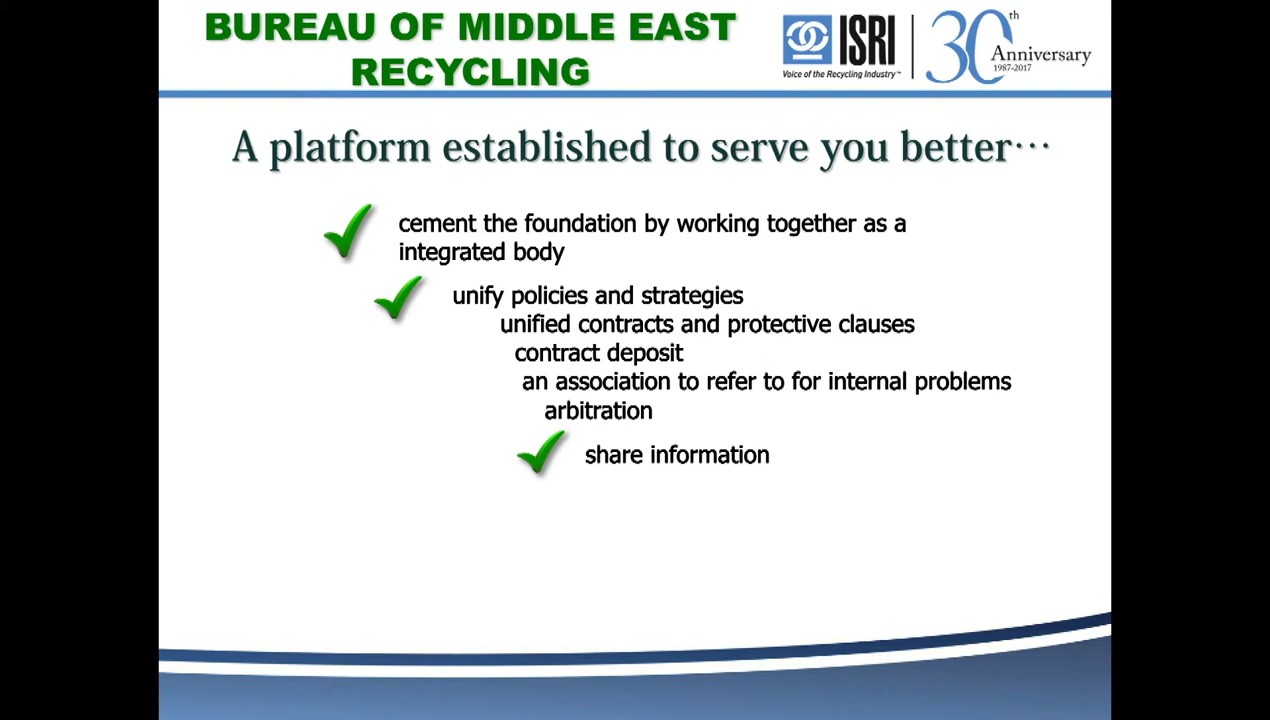 BUREAU OF MIDDLE EAST
RECYCLING
ISRI
Voice of the Recycling Industry™
30th
Anniversary
1987-2017
A platform established to serve you better…
cement the foundation by working together as a
integrated body
unify policies and strategies
unified contracts and protective clauses
contract deposit
an association to refer to for internal problems
arbitration
share information